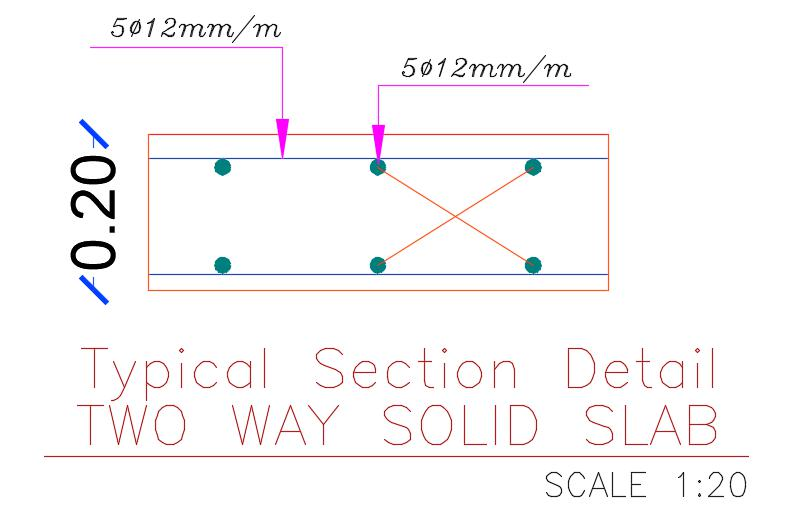 5ø12mm/m
5ø12mm/m
0.20
Typical Section Detail
TWO WAY SOLID SLAB
SCALE 1:20